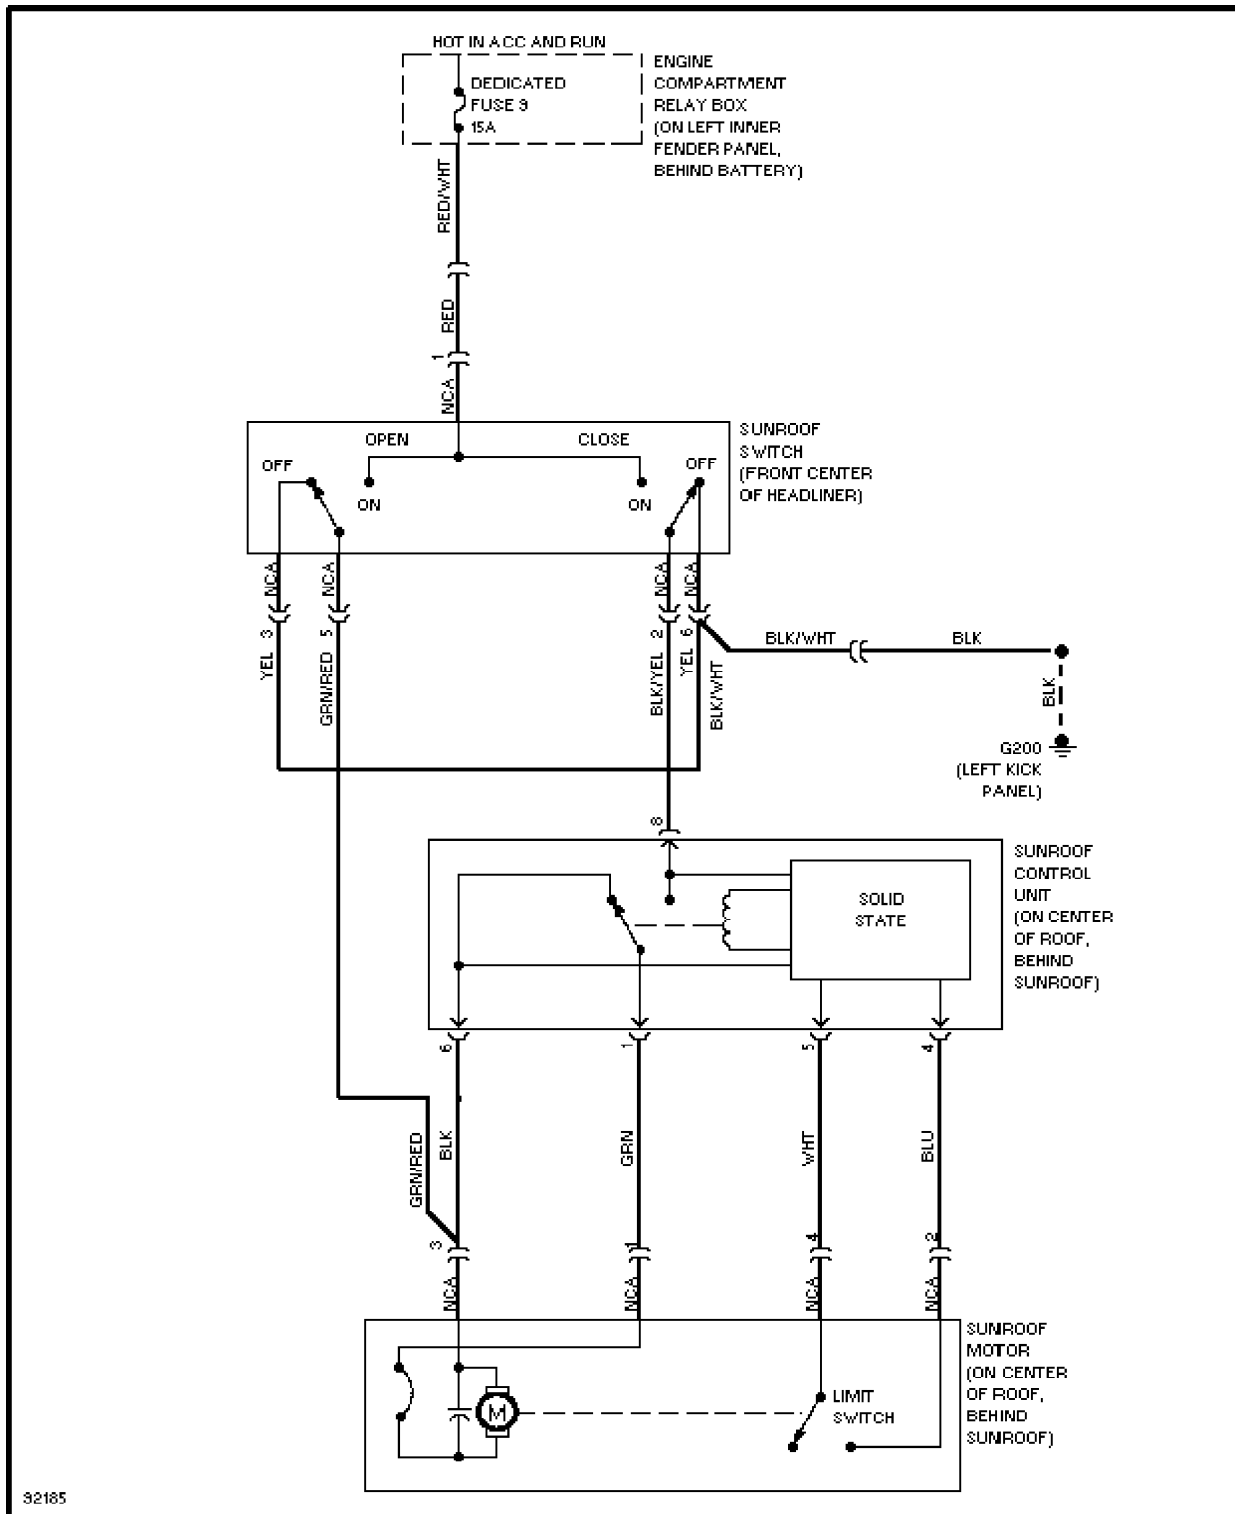 HOT IN ACC AND RUN
DEDICATED
FUSE 9
15A
ENGINE
COMPARTMENT
RELAY BOX
(ON LEFT INNER
FENDER PANEL,
BEHIND BATTERY)
RED/WHT
RED
1
NCA
OPEN
CLOSE
OFF
ON
ON
OFF
SUNROOF
SWITCH
(FRONT CENTER
OF HEADLINER)
NCA
NCA
NCA
NCA
3
5
2
6
YEL
GRN/RED
BLK/YEL
YEL
BLK/WHT
BLK/WHT
BLK
BLK
G200
(LEFT KICK
PANEL)
8
SOLID
STATE
SUNROOF
CONTROL
UNIT
(ON CENTER
OF ROOF,
BEHIND
SUNROOF)
6
1
5
4
GRN/RED
BLK
GRN
WHT
BLU
3
1
4
2
NCA
NCA
NCA
NCA
M
LIMIT
SWITCH
SUNROOF
MOTOR
(ON CENTER
OF ROOF,
BEHIND
SUNROOF)
92185